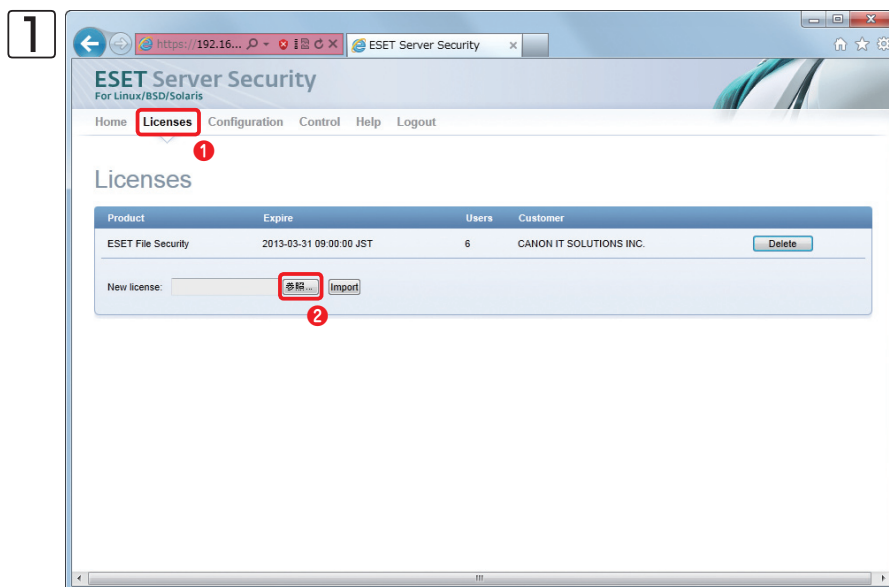 1
https://192.16...
ESET Server Security
ESET Server Security
For Linux/BSD/Solaris
Home Licenses Configuration Control Help Logout
❶
Licenses
Product Expire Users Customer
ESET File Security 2013-03-31 09:00:00 JST 6 CANON IT SOLUTIONS INC. Delete
New license: 参照... Import
❷